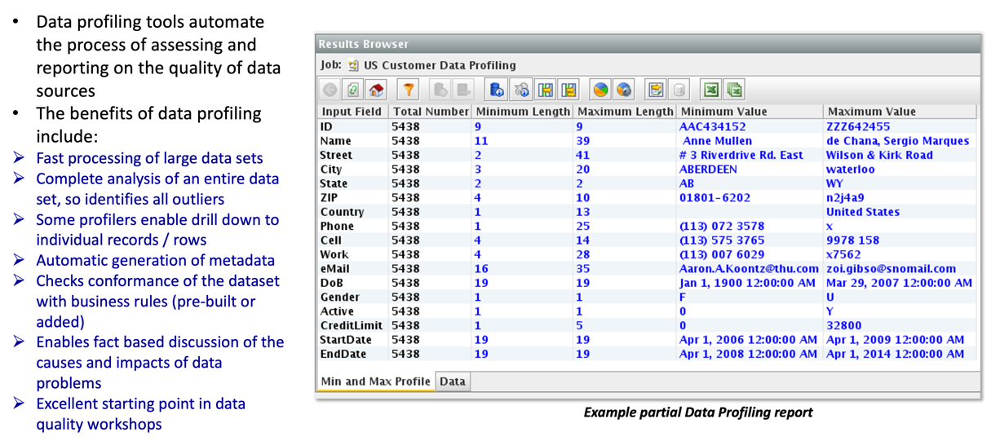 • Data profiling tools automate
the process of assessing and
reporting on the quality of data
sources
• The benefits of data profiling
include:
➢ Fast processing of large data sets
➢ Complete analysis of an entire data
set, so identifies all outliers
➢ Some profilers enable drill down to
individual records / rows
➢ Automatic generation of metadata
➢ Checks conformance of the dataset
with business rules (pre-built or
added)
➢ Enables fact based discussion of the
causes and impacts of data
problems
➢ Excellent starting point in data
quality workshops
Results Browser
Job: US Customer Data Profiling
Input Field Total Number Minimum Length Maximum Length Minimum Value Maximum Value
ID 5438 9 9 AAC434152 ZZZ642455
Name 5438 11 39 Anne Mullen de Chana, Sergio Marques
Street 5438 2 41 # 3 Riverdrive Rd. East Wilson & Kirk Road
City 5438 3 20 ABERDEEN waterloo
State 5438 2 2 AB WY
ZIP 5438 4 10 01801-6202 n2j4a9
Country 5438 1 13 United States
Phone 5438 1 25 (113) 072 3578 x
Cell 5438 4 14 (113) 575 3765 9978 158
Work 5438 4 28 (113) 007 6029 x7562
eMail 5438 16 35 Aaron.A.Koontz@thu.com zoi.gibso@snomail.com
DoB 5438 19 19 Jan 1, 1900 12:00:00 AM Mar 29, 2007 12:00:00 AM
Gender 5438 1 1 F U
Active 5438 1 1 0 Y
CreditLimit 5438 1 5 0 32800
StartDate 5438 19 19 Apr 1, 2006 12:00:00 AM Apr 1, 2009 12:00:00 AM
EndDate 5438 19 19 Apr 1, 2008 12:00:00 AM Apr 1, 2014 12:00:00 AM
Min and Max Profile Data
Example partial Data Profiling report